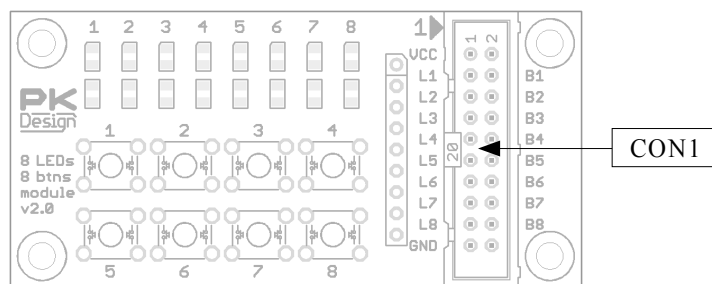 1 2 3 4 5 6 7 8
1
1 2
VCC
L1 B1
L2 B2
L3 B3
L4 B4
L5 B5
L6 B6
L7 B7
L8 B8
GND
20
CON1
PK
Design
8 LEDs
8 btns
module
v2.0
1 2 3 4
5 6 7 8